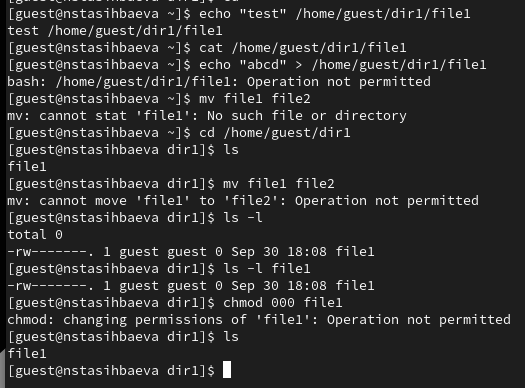 [guest@nstasihbaeva ~]$ echo "test" /home/guest/dir1/file1
test /home/guest/dir1/file1
[guest@nstasihbaeva ~]$ cat /home/guest/dir1/file1
[guest@nstasihbaeva ~]$ echo "abcd" > /home/guest/dir1/file1
bash: /home/guest/dir1/file1: Operation not permitted
[guest@nstasihbaeva ~]$ mv file1 file2
mv: cannot stat 'file1': No such file or directory
[guest@nstasihbaeva ~]$ cd /home/guest/dir1
[guest@nstasihbaeva dir1]$ ls
file1
[guest@nstasihbaeva dir1]$ mv file1 file2
mv: cannot move 'file1' to 'file2': Operation not permitted
[guest@nstasihbaeva dir1]$ ls -l
total 0
-rw-------. 1 guest guest 0 Sep 30 18:08 file1
[guest@nstasihbaeva dir1]$ ls -l file1
-rw-------. 1 guest guest 0 Sep 30 18:08 file1
[guest@nstasihbaeva dir1]$ chmod 000 file1
chmod: changing permissions of 'file1': Operation not permitted
[guest@nstasihbaeva dir1]$ ls
file1
[guest@nstasihbaeva dir1]$